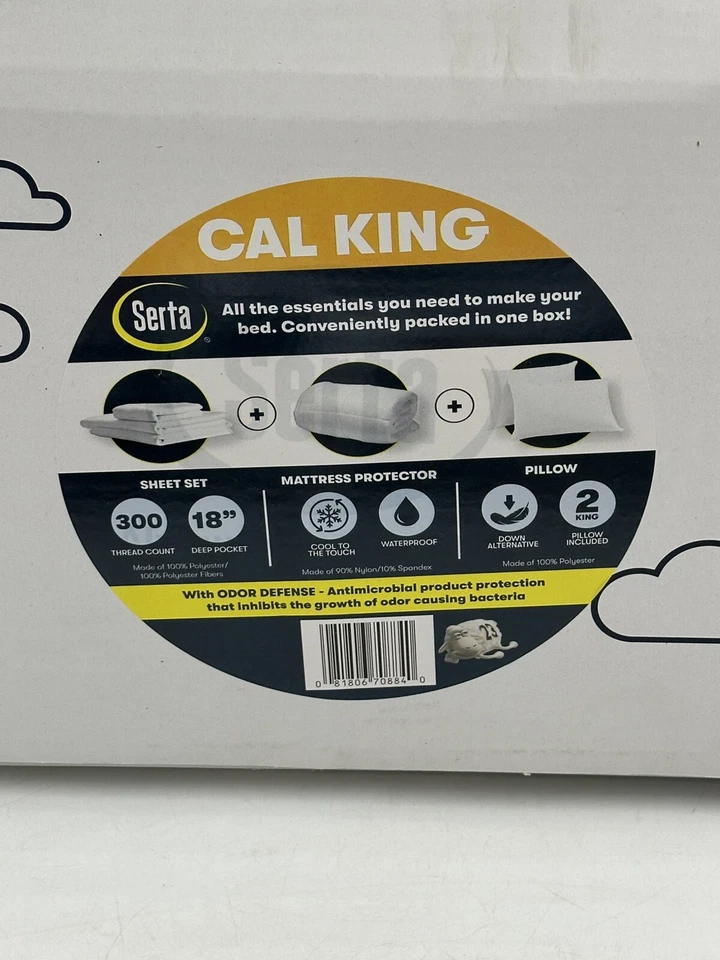 CAL KING
Serta
All the essentials you need to make your
bed. Conveniently packed in one box!
Serta
+
+
SHEET SET
300
THREAD COUNT
18”
DEEP POCKET
Made of 100% Polyester/
100% Polyester Fibers
MATTRESS PROTECTOR
COOL TO
THE TOUCH
WATERPROOF
Made of 90% Nylon/10% Spandex
PILLOW
DOWN
ALTERNATIVE
2
KING
PILLOW
INCLUDED
Made of 100% Polyester
With ODOR DEFENSE - Antimicrobial product protection
that inhibits the growth of odor causing bacteria
23
0 81806 70884 0